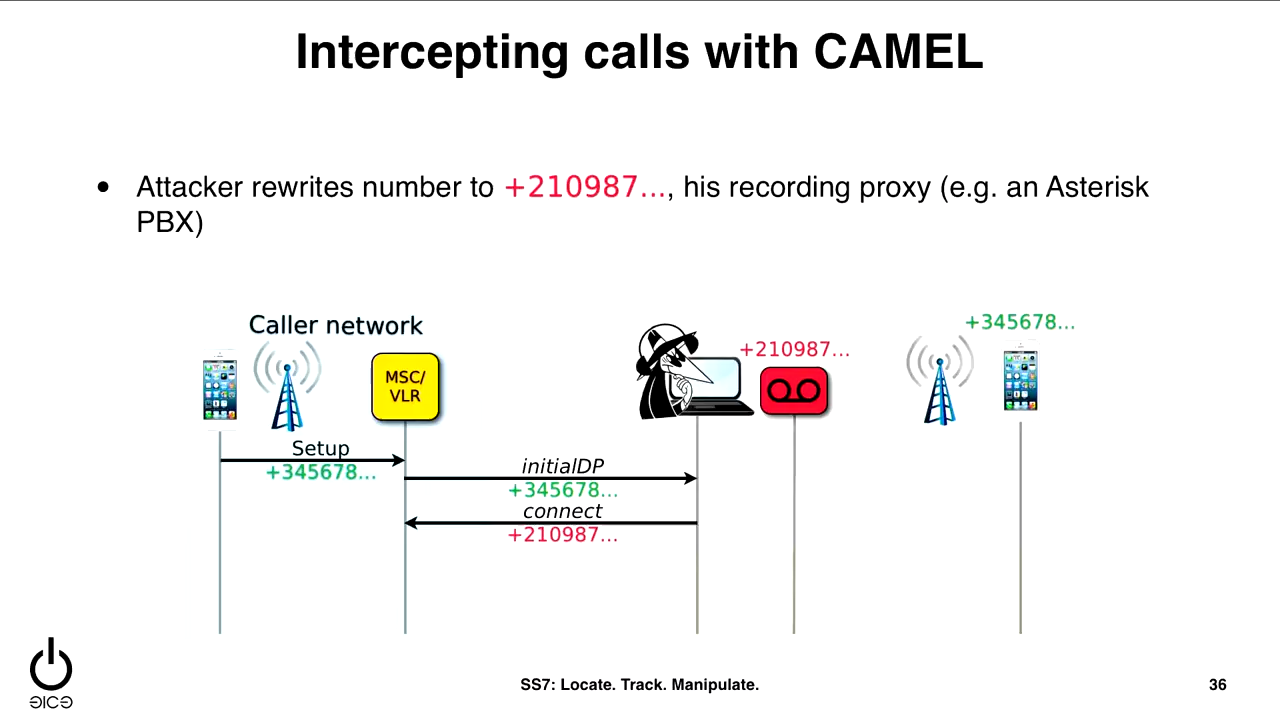 Intercepting calls with CAMEL
• Attacker rewrites number to +210987..., his recording proxy (e.g. an Asterisk
PBX)
Caller network
+345678...
+210987...
MSC/
VLR
Setup
+345678...
initialDP
+345678...
connect
+210987...
SS7: Locate. Track. Manipulate.
36